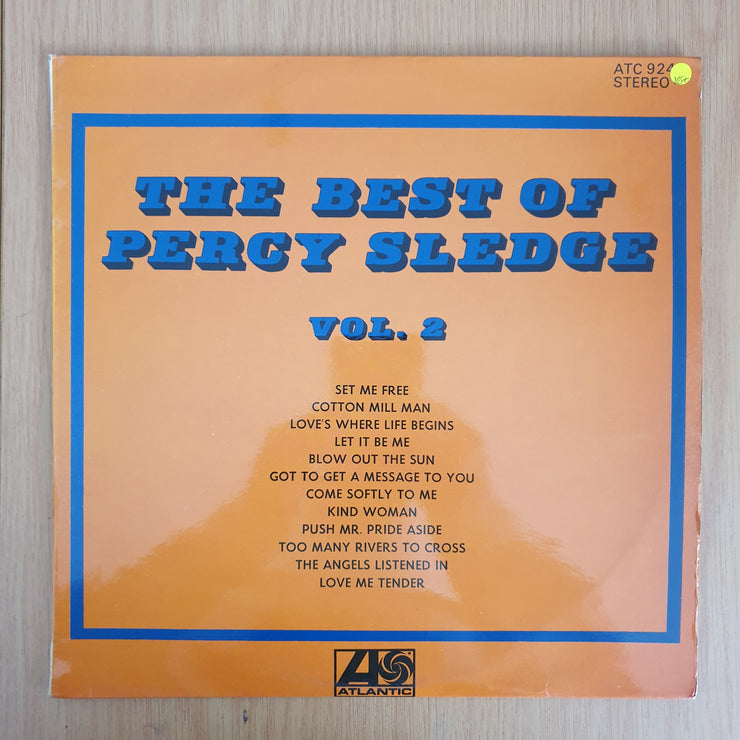 ATC 924
STEREO
THE BEST OF
PERCY SLEDGE
VOL. 2
SET ME FREE
COTTON MILL MAN
LOVE'S WHERE LIFE BEGINS
LET IT BE ME
BLOW OUT THE SUN
GOT TO GET A MESSAGE TO YOU
COME SOFTLY TO ME
KIND WOMAN
PUSH MR. PRIDE ASIDE
TOO MANY RIVERS TO CROSS
THE ANGELS LISTENED IN
LOVE ME TENDER
ATLANTIC